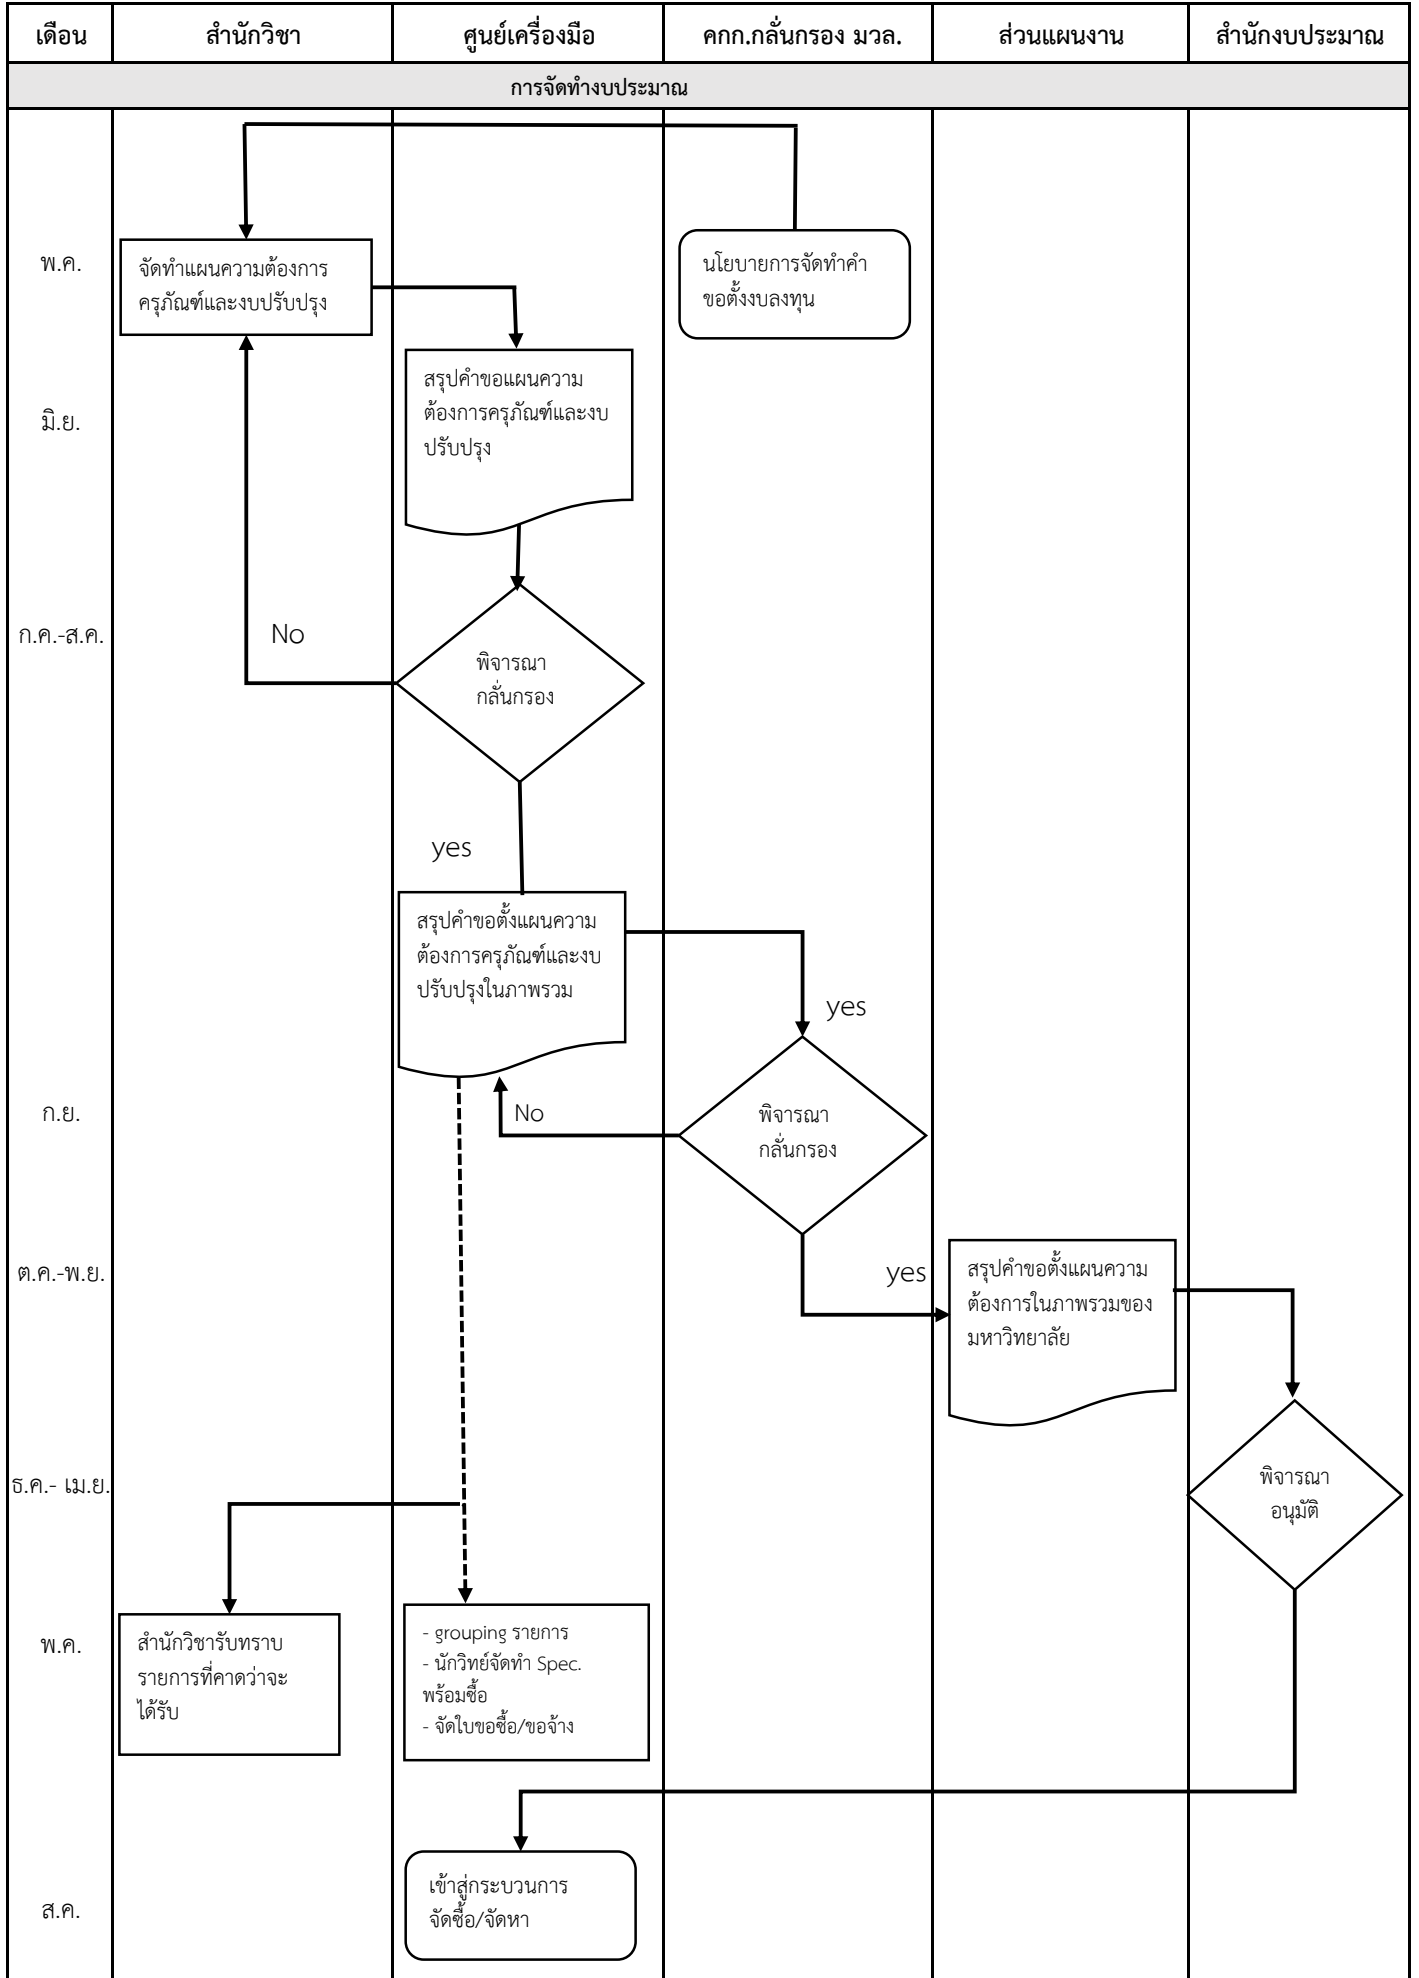 เดือน
สำนักวิชา
ศูนย์เครื่องมือ
คกก.กลั่นกรอง มวล.
ส่วนแผนงาน
สำนักงบประมาณ
การจัดทำงบประมาณ
พ.ค.
จัดทำแผนความต้องการ
ครุภัณฑ์และงบปรับปรุง
นโยบายการจัดทำคำ
ขอตั้งงบลงทุน
มิ.ย.
สรุปคำขอแผนความ
ต้องการครุภัณฑ์และงบ
ปรับปรุง
ก.ค.-ส.ค.
No
พิจารณา
กลั่นกรอง
yes
สรุปคำขอตั้งแผนความ
ต้องการครุภัณฑ์และงบ
ปรับปรุงในภาพรวม
yes
ก.ย.
No
พิจารณา
กลั่นกรอง
ต.ค.-พ.ย.
yes
สรุปคำขอตั้งแผนความ
ต้องการในภาพรวมของ
มหาวิทยาลัย
ธ.ค.- เม.ย.
พิจารณา
อนุมัติ
พ.ค.
สำนักวิชารับทราบ
รายการที่คาดว่าจะ
ได้รับ
- grouping รายการ
- นักวิทย์จัดทำ Spec.
พร้อมซื้อ
- จัดใบขอซื้อ/ขอจ้าง
ส.ค.
เข้าสู่กระบวนการ
จัดซื้อ/จัดหา